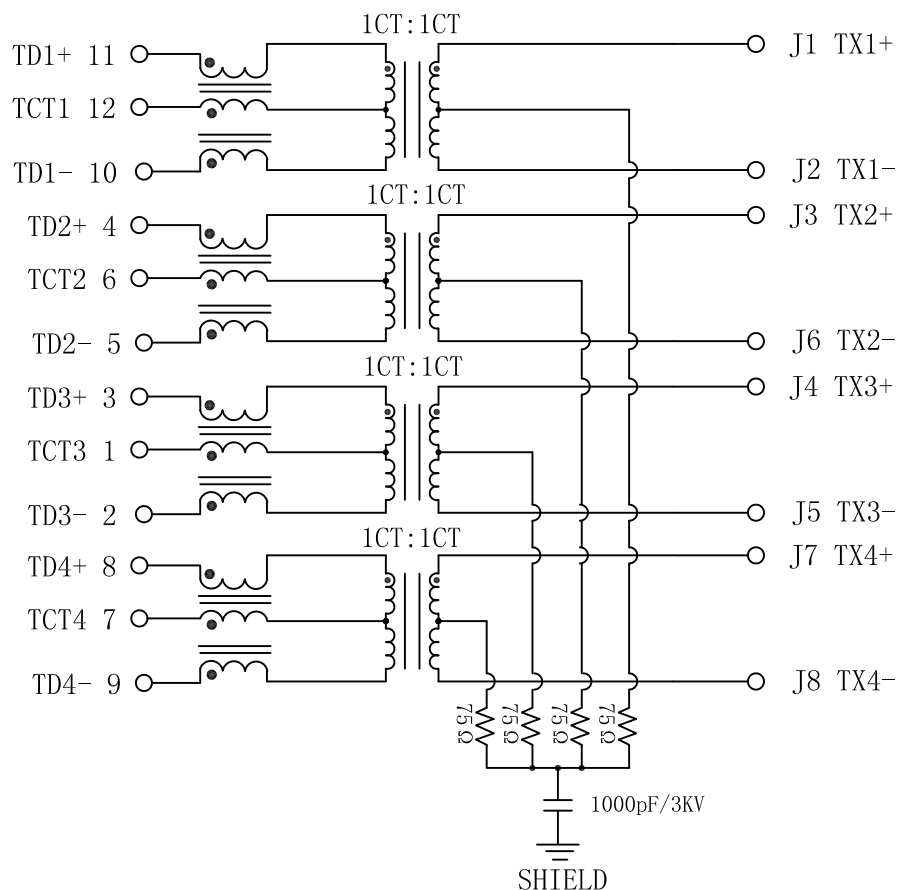 1CT:1CT
TD1+ 11
J1 TX1+
TCT1 12
TD1- 10
J2 TX1-
1CT:1CT
TD2+ 4
J3 TX2+
TCT2 6
TD2- 5
J6 TX2-
1CT:1CT
TD3+ 3
J4 TX3+
TCT3 1
TD3- 2
J5 TX3-
1CT:1CT
TD4+ 8
J7 TX4+
TCT4 7
TD4- 9
J8 TX4-
75Ω
75Ω
75Ω
75Ω
1000pF/3KV
SHIELD